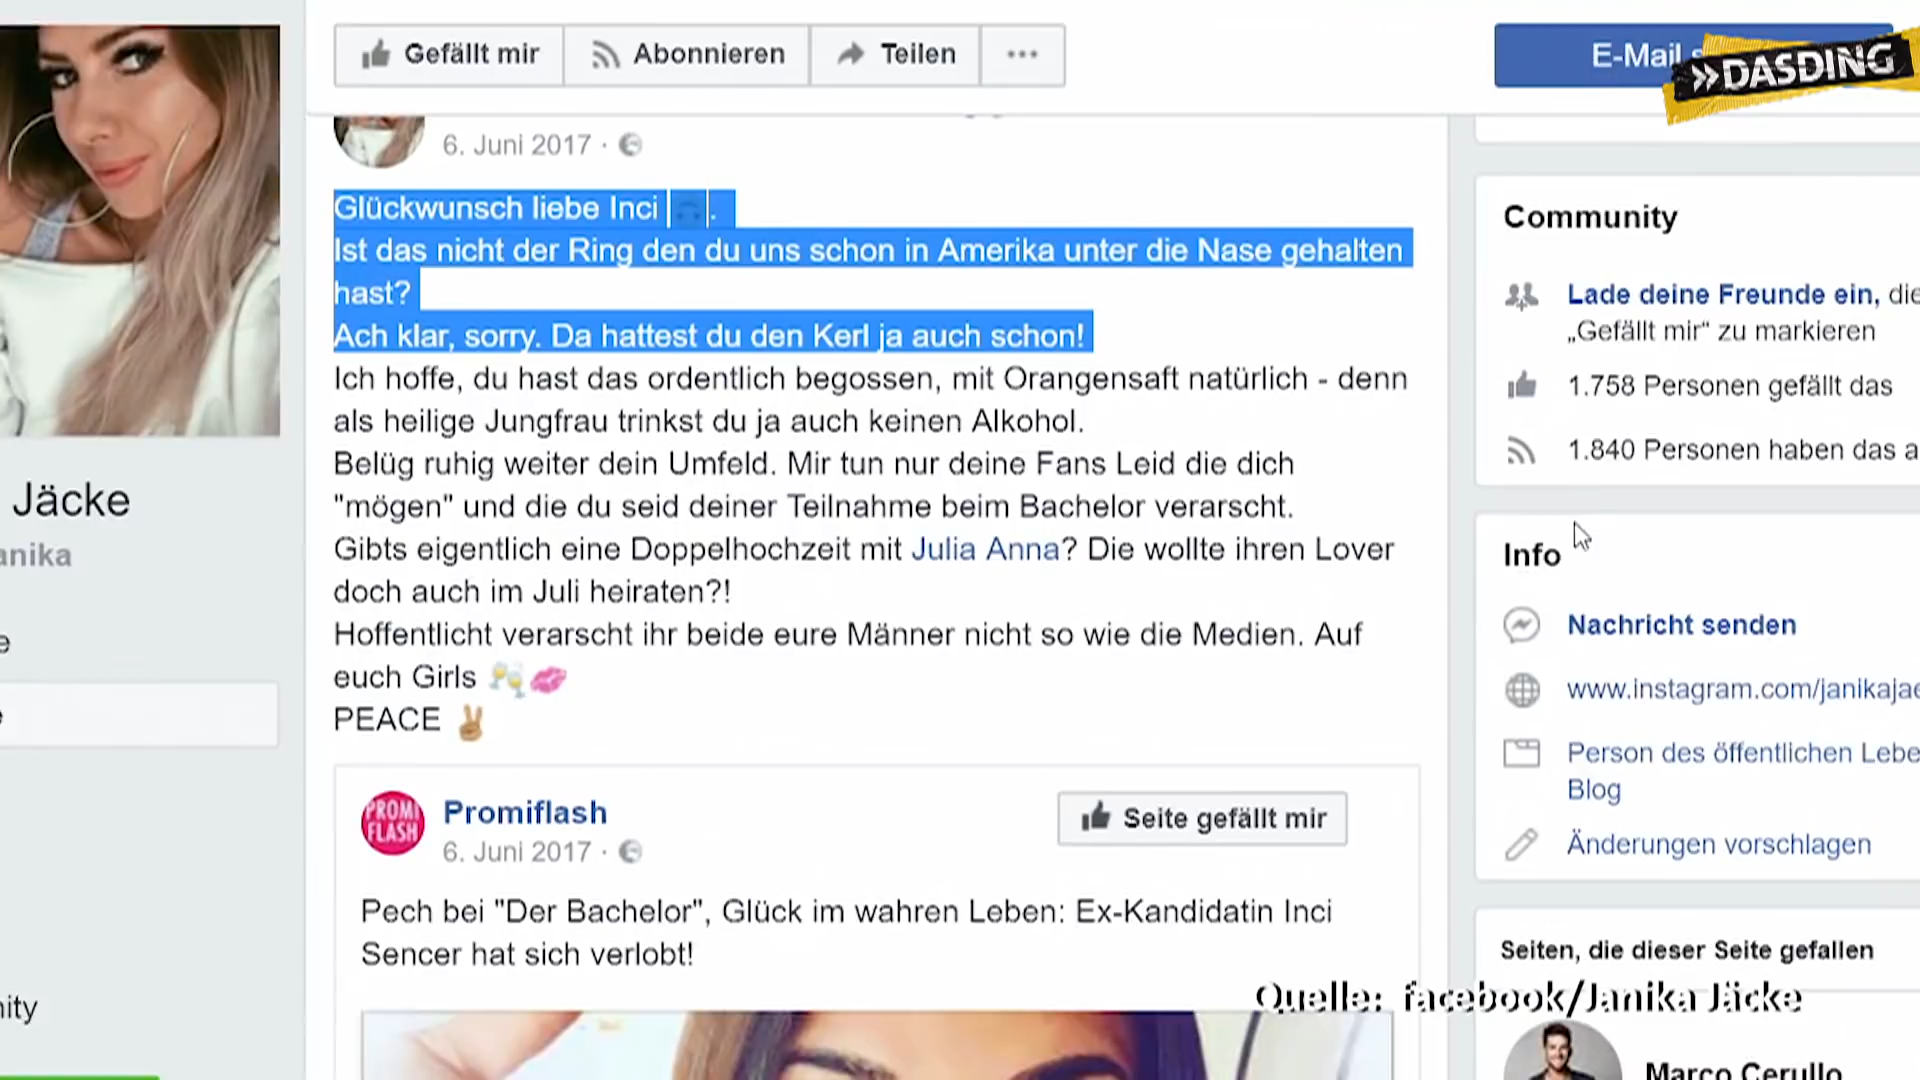 Gefällt mir
Abonnieren
Teilen
E-Mail
»DASDING
6. Juni 2017
Glückwunsch liebe Inci .
Ist das nicht der Ring den du uns schon in Amerika unter die Nase gehalten
hast?
Ach klar, sorry. Da hattest du den Kerl ja auch schon!
Ich hoffe, du hast das ordentlich begossen, mit Orangensaft natürlich - denn
als heilige Jungfrau trinkst du ja auch keinen Alkohol.
Belüg ruhig weiter dein Umfeld. Mir tun nur deine Fans Leid die dich
"mögen" und die du seid deiner Teilnahme beim Bachelor verarscht.
Gibts eigentlich eine Doppelhochzeit mit Julia Anna? Die wollte ihren Lover
doch auch im Juli heiraten?!
Hoffentlicht verarscht ihr beide eure Männer nicht so wie die Medien. Auf
euch Girls 🥂💋
PEACE ✌
PROMI
FLASH
Promiflash
6. Juni 2017
Seite gefällt mir
Pech bei "Der Bachelor", Glück im wahren Leben: Ex-Kandidatin Inci
Sencer hat sich verlobt!
Jäcke
anika
Community
Lade deine Freunde ein, die
„Gefällt mir“ zu markieren
1.758 Personen gefällt das
1.840 Personen haben das a
Info
Nachricht senden
www.instagram.com/janikajae
Person des öffentlichen Lebe
Blog
Änderungen vorschlagen
Seiten, die dieser Seite gefallen
Quelle: facebook/Janika Jäcke
Marco Cerullo